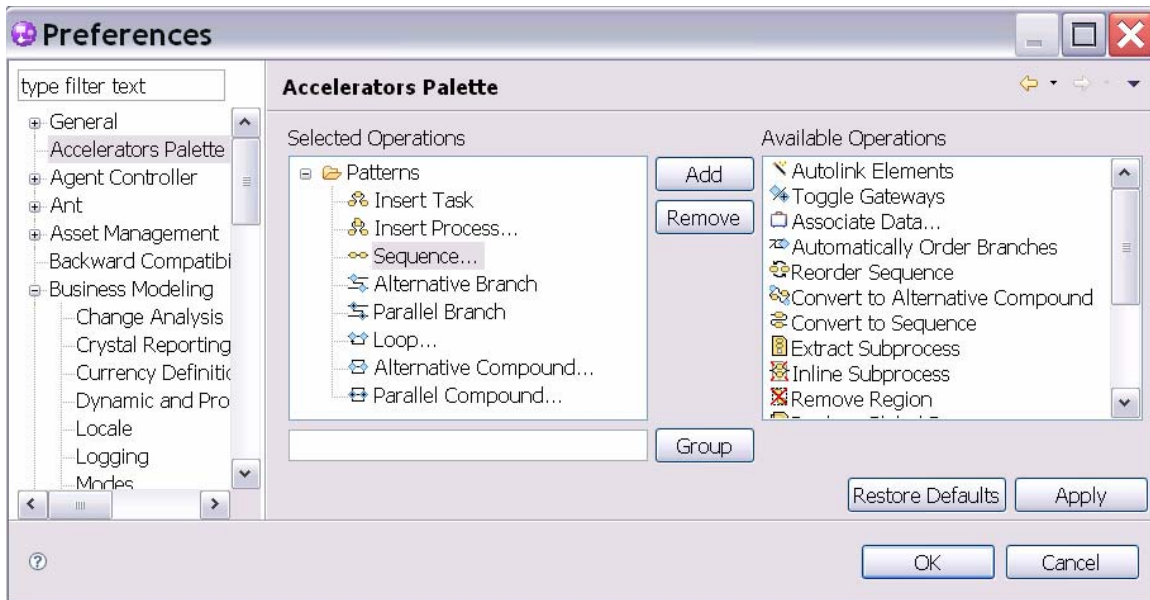 Preferences
type filter text
General
Accelerators Palette
Agent Controller
Ant
Asset Management
Backward Compatibi
Business Modeling
Change Analysis
Crystal Reporting
Currency Definitic
Dynamic and Pro
Locale
Logging
Modes
Accelerators Palette
Selected Operations
Patterns
Insert Task
Insert Process...
Sequence...
Alternative Branch
Parallel Branch
Loop...
Alternative Compound...
Parallel Compound...
Add
Remove
Group
Available Operations
Autolink Elements
Toggle Gateways
Associate Data...
Automatically Order Branches
Reorder Sequence
Convert to Alternative Compound
Convert to Sequence
Extract Subprocess
Inline Subprocess
Remove Region
Restore Defaults
Apply
OK
Cancel